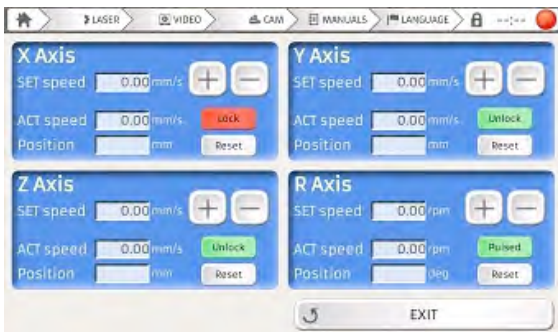 LASER VIDEO CAM MANUALS LANGUAGE --:--
X Axis
SET speed 0.00 mm/s + −
ACT speed 0.00 mm/s Lock
Position mm Reset
Y Axis
SET speed 0.00 mm/s + −
ACT speed 0.00 mm/s Unlock
Position mm Reset
Z Axis
SET speed 0.00 mm/s + −
ACT speed 0.00 mm/s Unlock
Position mm Reset
R Axis
SET speed 0.00 rpm + −
ACT speed 0.00 rpm Pulsed
Position deg Reset
EXIT